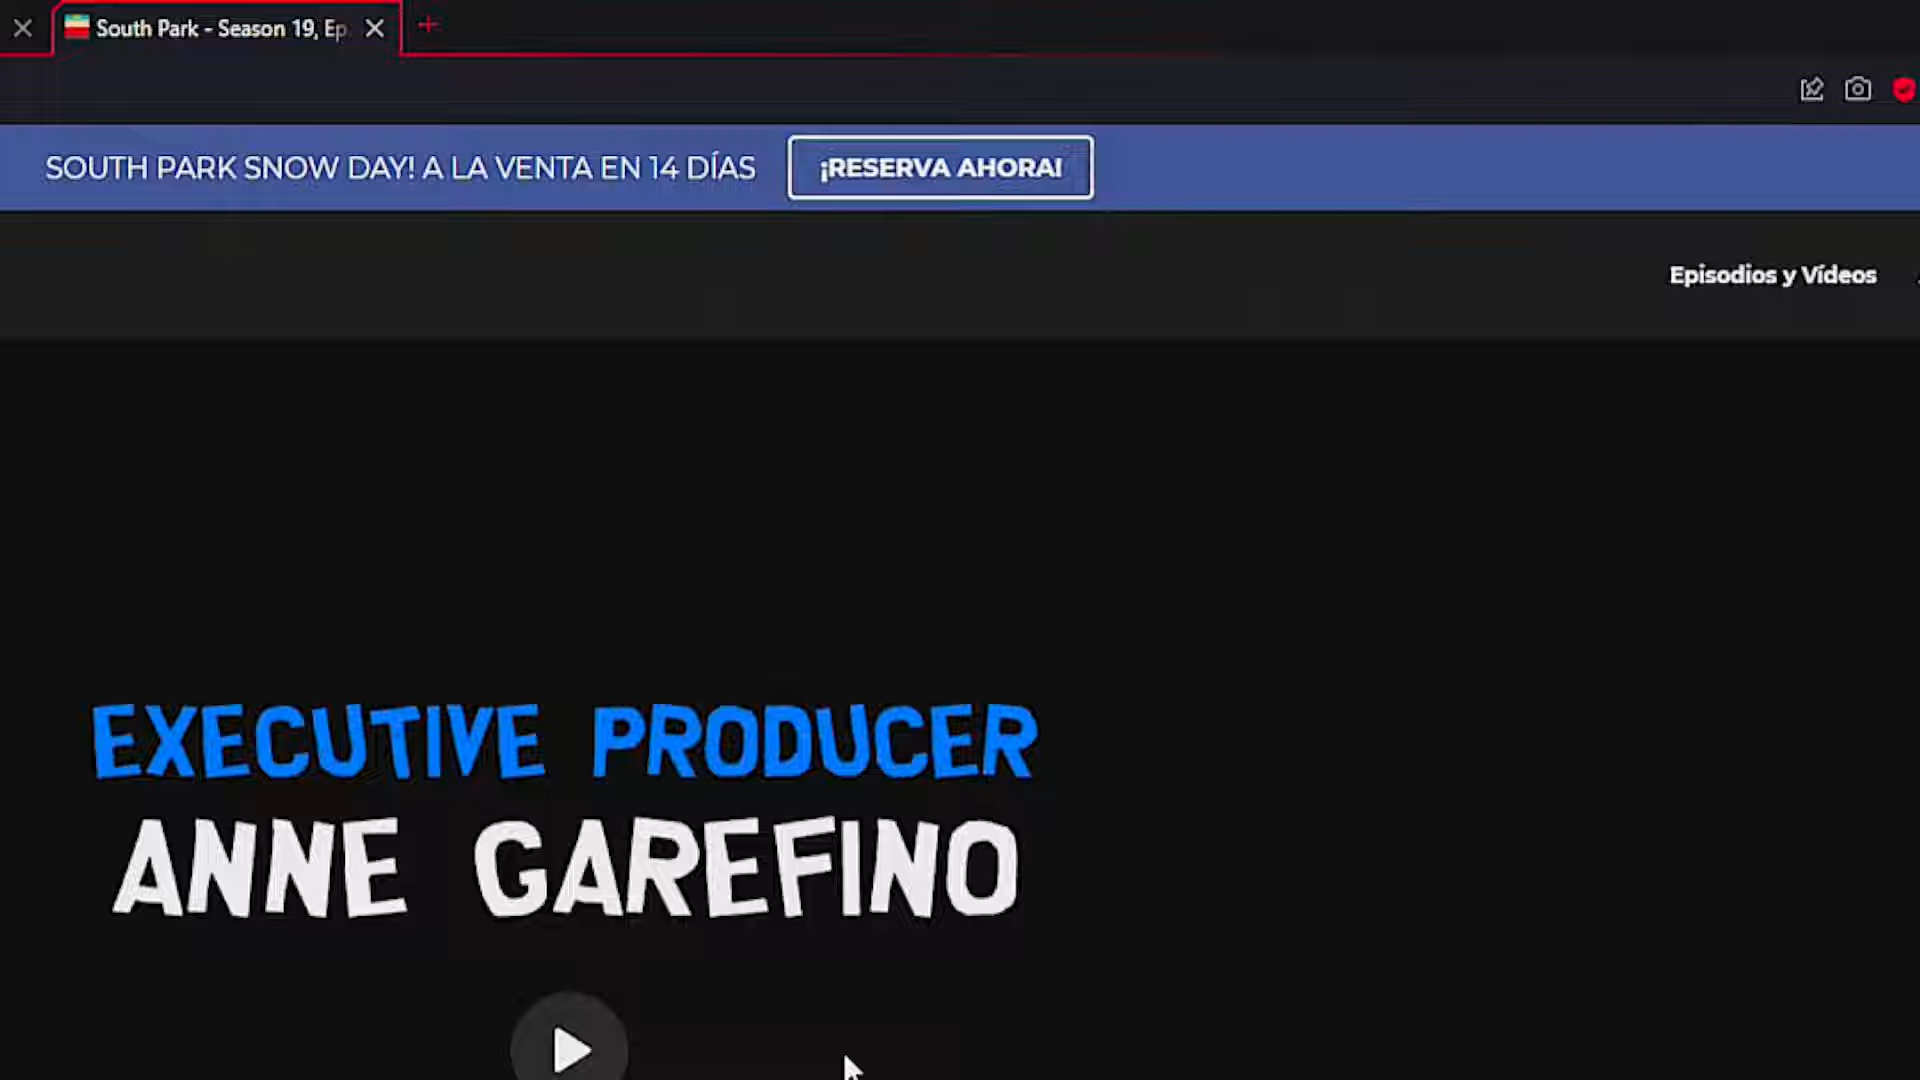 South Park - Season 19, Ep
SOUTH PARK SNOW DAY! A LA VENTA EN 14 DÍAS
¡RESERVA AHORA!
Episodios y Vídeos
EXECUTIVE PRODUCER
ANNE GAREFINO